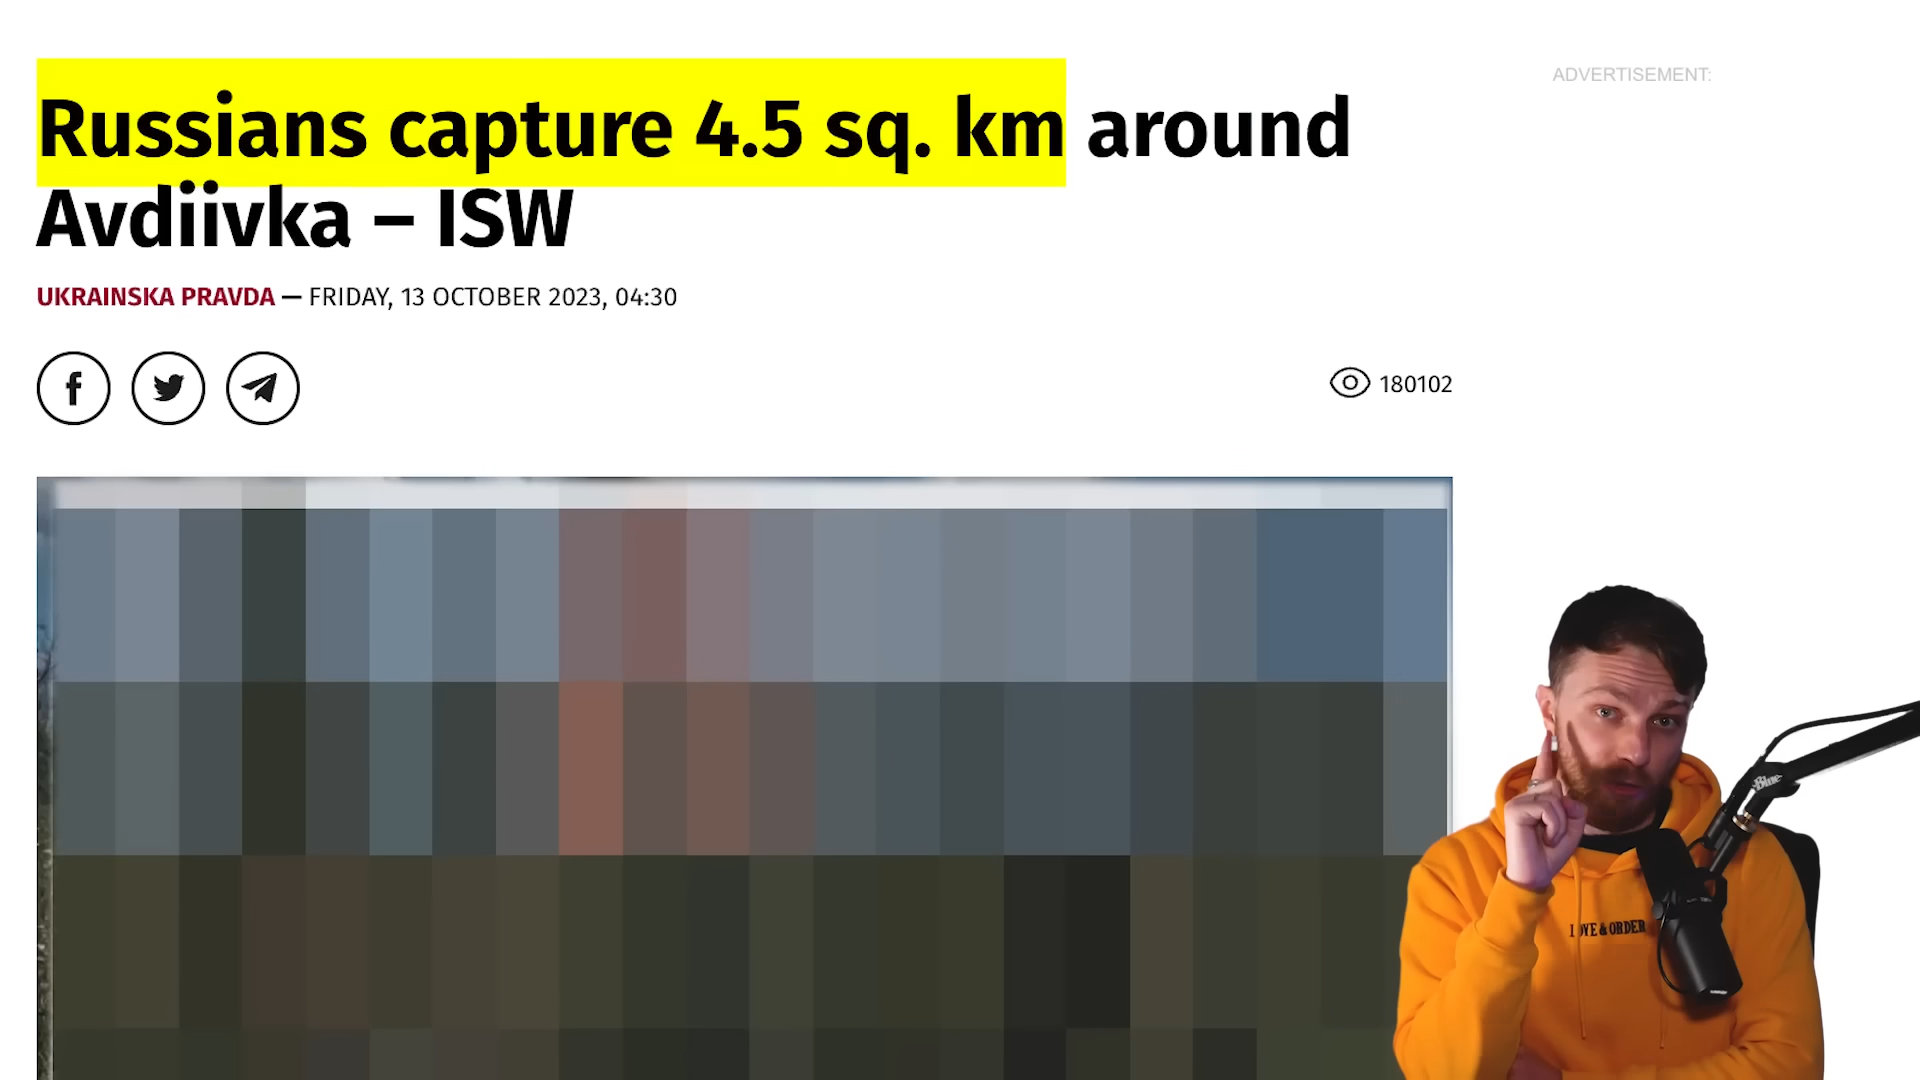 ADVERTISEMENT:
Russians capture 4.5 sq. km around
Avdiivka – ISW
UKRAINSKA PRAVDA — FRIDAY, 13 OCTOBER 2023, 04:30
180102
Blue
LOVE & ORDER